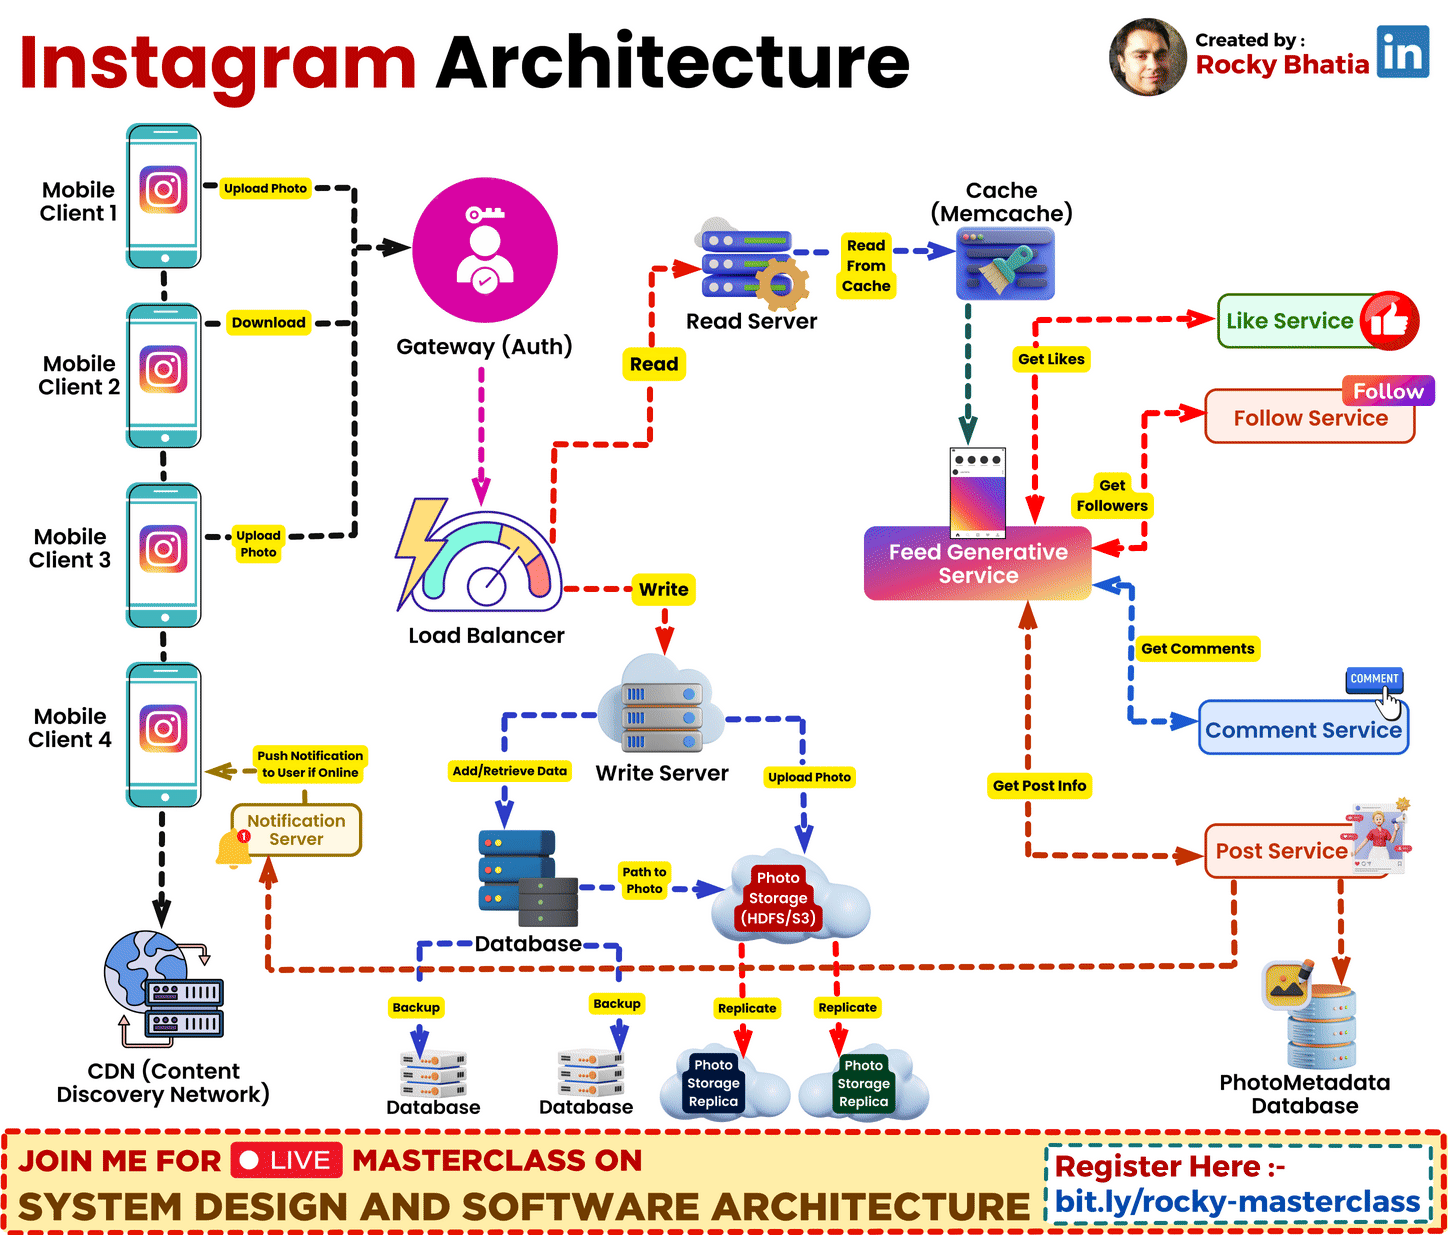 Instagram Architecture
Created by :
Rocky Bhatia
in
Mobile
Client 1
Upload Photo
Mobile
Client 2
Download
Mobile
Client 3
Upload
Photo
Mobile
Client 4
Push Notification
to User if Online
Notification
Server
1
CDN (Content
Discovery Network)
Gateway (Auth)
Load Balancer
Read
Read Server
Read
From
Cache
Cache
(Memcache)
Write
Write Server
Add/Retrieve Data
Upload Photo
Database
Path to
Photo
Photo
Storage
(HDFS/S3)
Backup
Backup
Replicate
Replicate
Database
Database
Photo
Storage
Replica
Photo
Storage
Replica
Get Likes
Like Service
Follow
Follow Service
Get
Followers
Feed Generative
Service
Get Comments
COMMENT
Comment Service
Get Post Info
Post Service
PhotoMetadata
Database
JOIN ME FOR LIVE MASTERCLASS ON
SYSTEM DESIGN AND SOFTWARE ARCHITECTURE
Register Here :-
bit.ly/rocky-masterclass